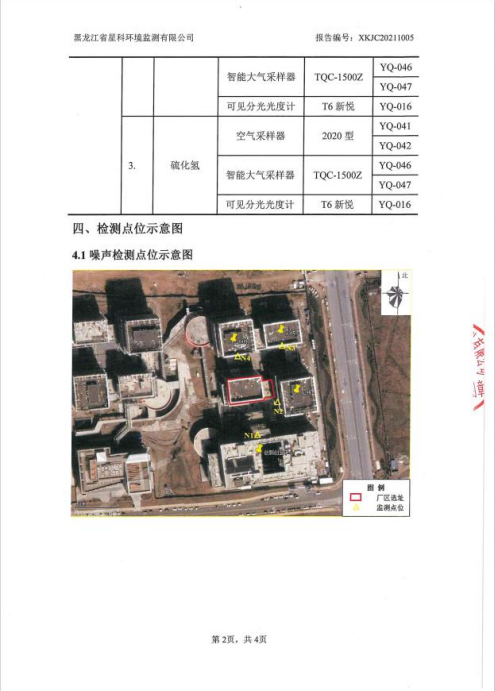 黑龙江省星科环境监测有限公司 报告编号：XKJC20211005
YQ-046
智能大气采样器 TQC-1500Z
YQ-047
可见分光光度计 T6 新悦 YQ-016
YQ-041
空气采样器 2020 型
YQ-042
3. 硫化氢
YQ-046
智能大气采样器 TQC-1500Z
YQ-047
可见分光光度计 T6 新悦 YQ-016
四、检测点位示意图
4.1 噪声检测点位示意图
北
N4
N1
图 例
厂区选址
监测点位
第 2页，共 4页